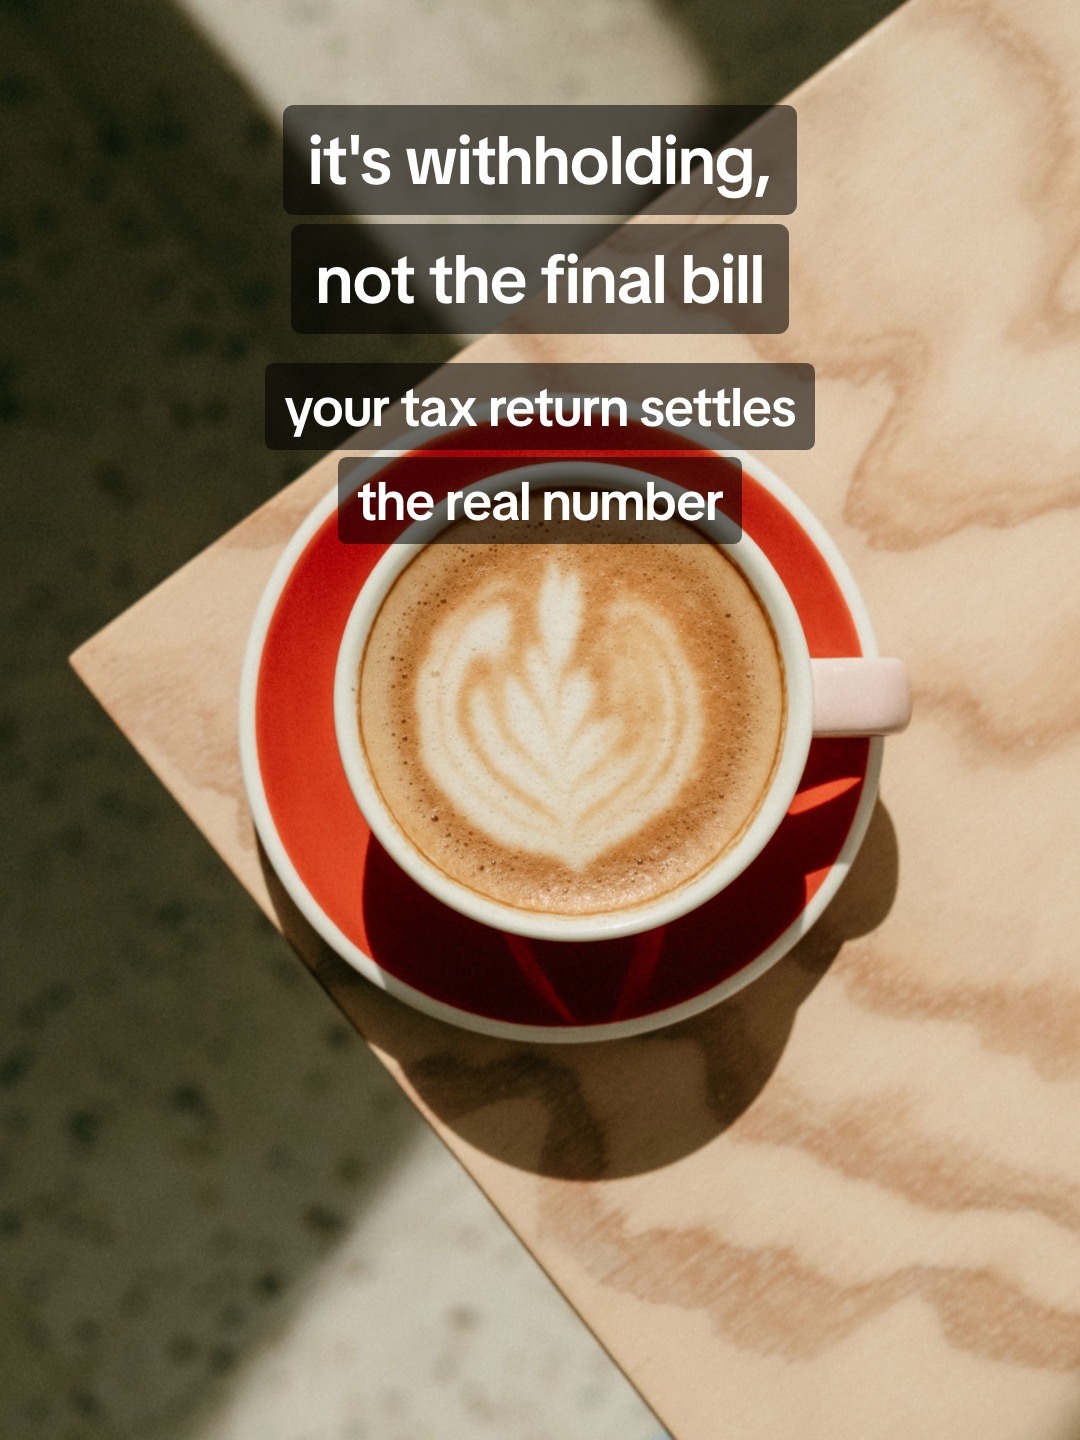 it's withholding,
not the final bill
your tax return settles
the real number